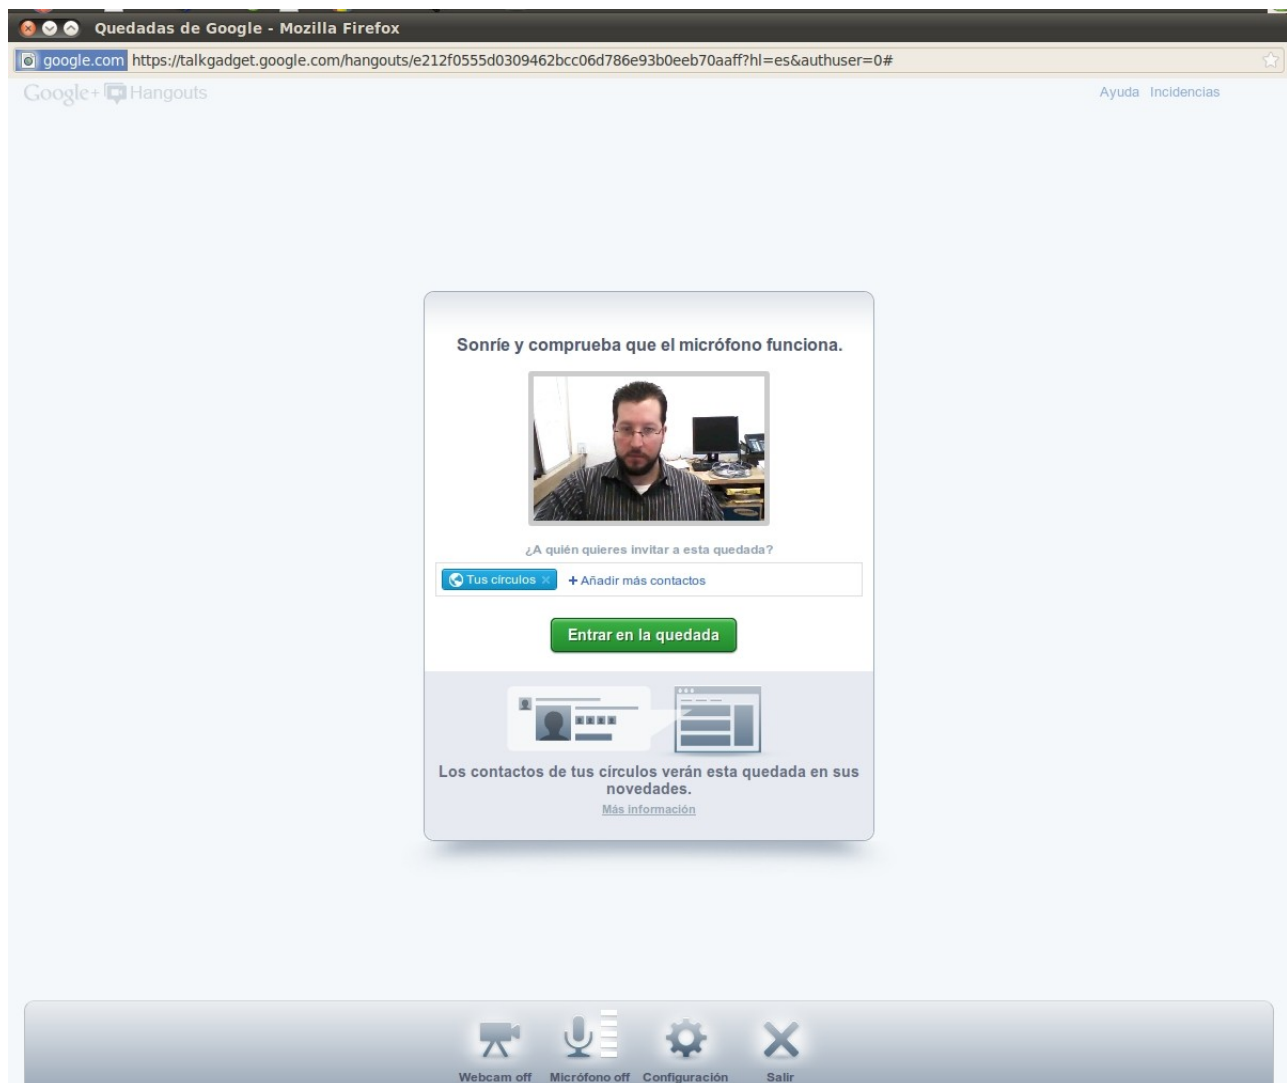 Quedadas de Google - Mozilla Firefox
google.com https://talkgadget.google.com/hangouts/e212f0555d0309462bcc06d786e93b0eeb70aaff?hl=es&authuser=0#
Google+ Hangouts
Ayuda Incidencias
Sonríe y comprueba que el micrófono funciona.
¿A quién quieres invitar a esta quedada?
Tus círculos × + Añadir más contactos
Entrar en la quedada
Los contactos de tus círculos verán esta quedada en sus
novedades.
Más información
Webcam off Micrófono off Configuración Salir